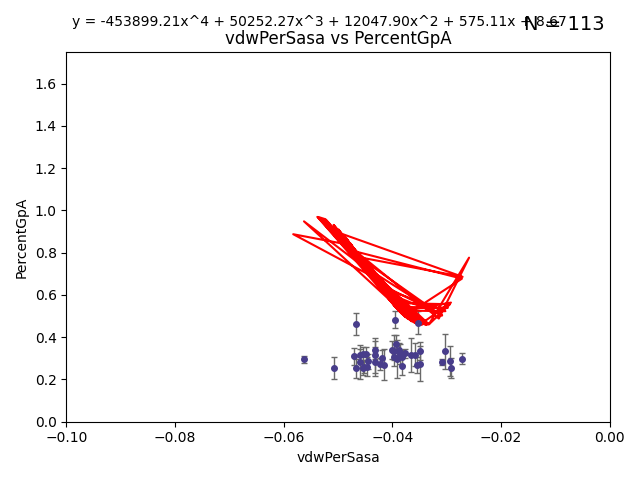 y = -453899.21x^4 + 50252.27x^3 + 12047.90x^2 + 575.11x + 8.67
N = 113
vdwPerSasa vs PercentGpA
PercentGpA
1.6
1.4
1.2
1.0
0.8
0.6
0.4
0.2
0.0
−0.10 −0.08 −0.06 −0.04 −0.02 0.00
vdwPerSasa